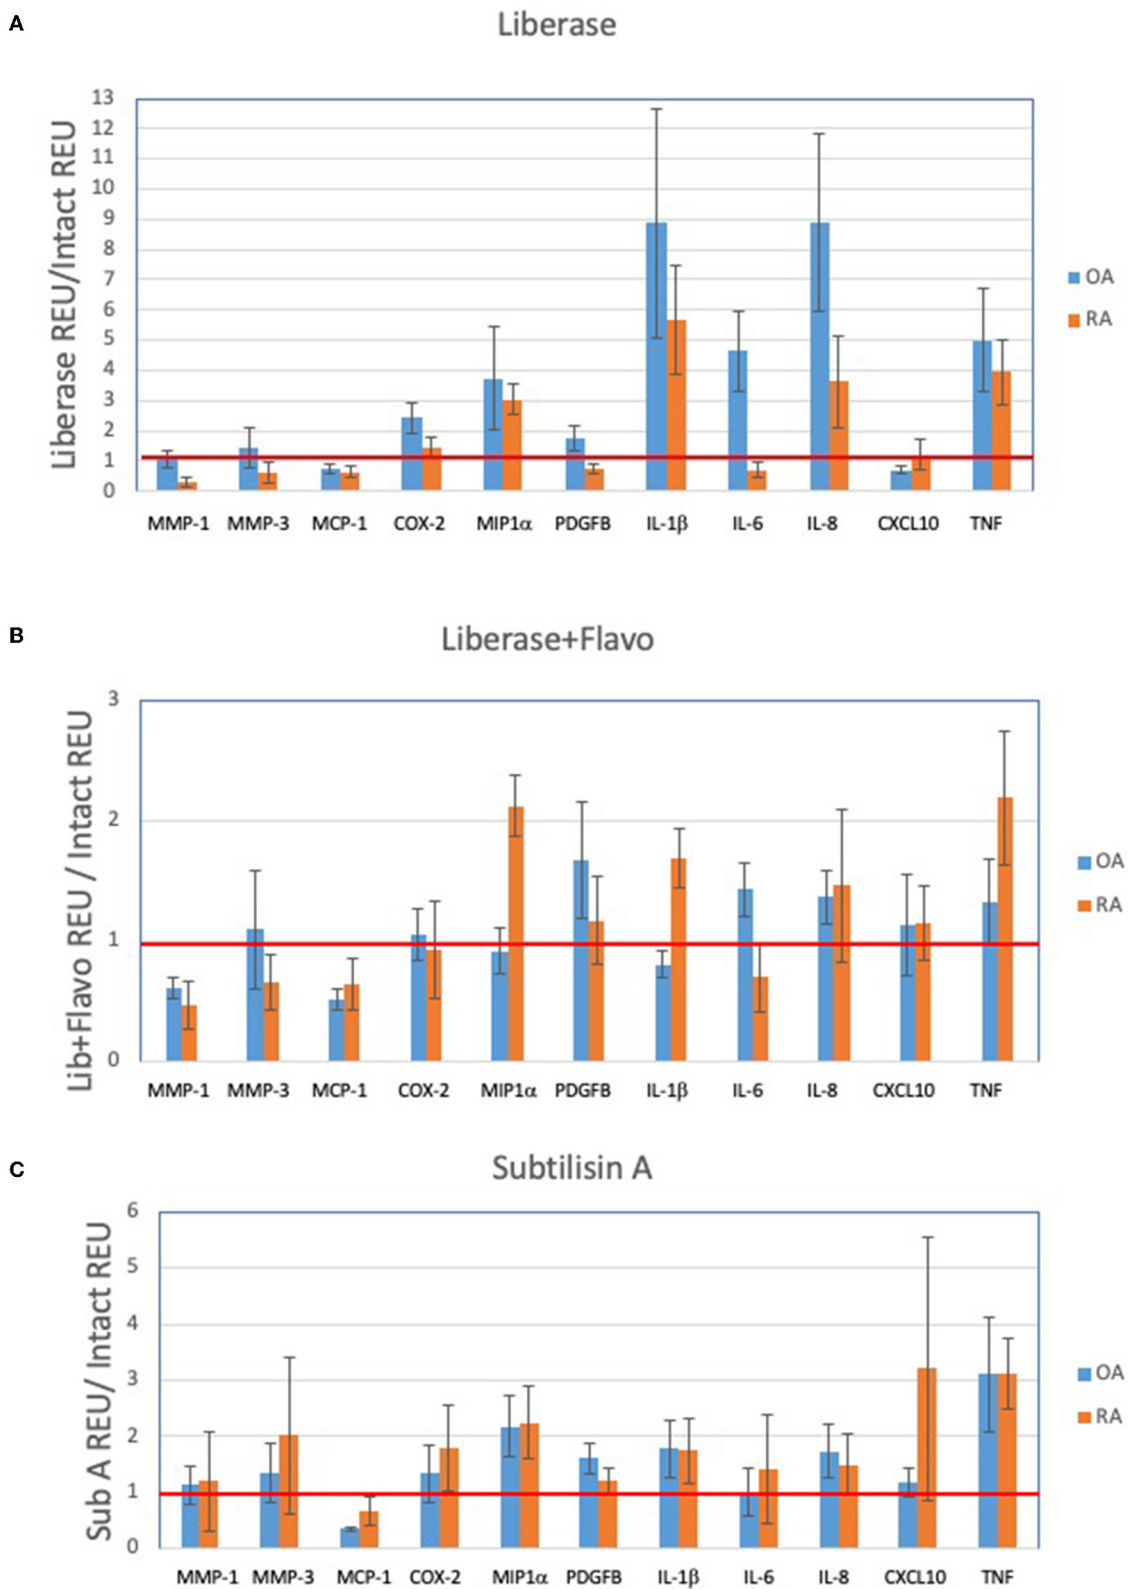 A
Liberase
Liberase REU/Intact REU
13
12
11
10
9
8
7
6
5
4
3
2
1
0
MMP-1 MMP-3 MCP-1 COX-2 MIP1α PDGFB IL-1β IL-6 IL-8 CXCL10 TNF
OA
RA
B
Liberase+Flavo
Lib+Flavo REU / Intact REU
3
2
1
0
MMP-1 MMP-3 MCP-1 COX-2 MIP1α PDGFB IL-1β IL-6 IL-8 CXCL10 TNF
OA
RA
C
Subtilisin A
Sub A REU/ Intact REU
6
5
4
3
2
1
0
MMP-1 MMP-3 MCP-1 COX-2 MIP1α PDGFB IL-1β IL-6 IL-8 CXCL10 TNF
OA
RA